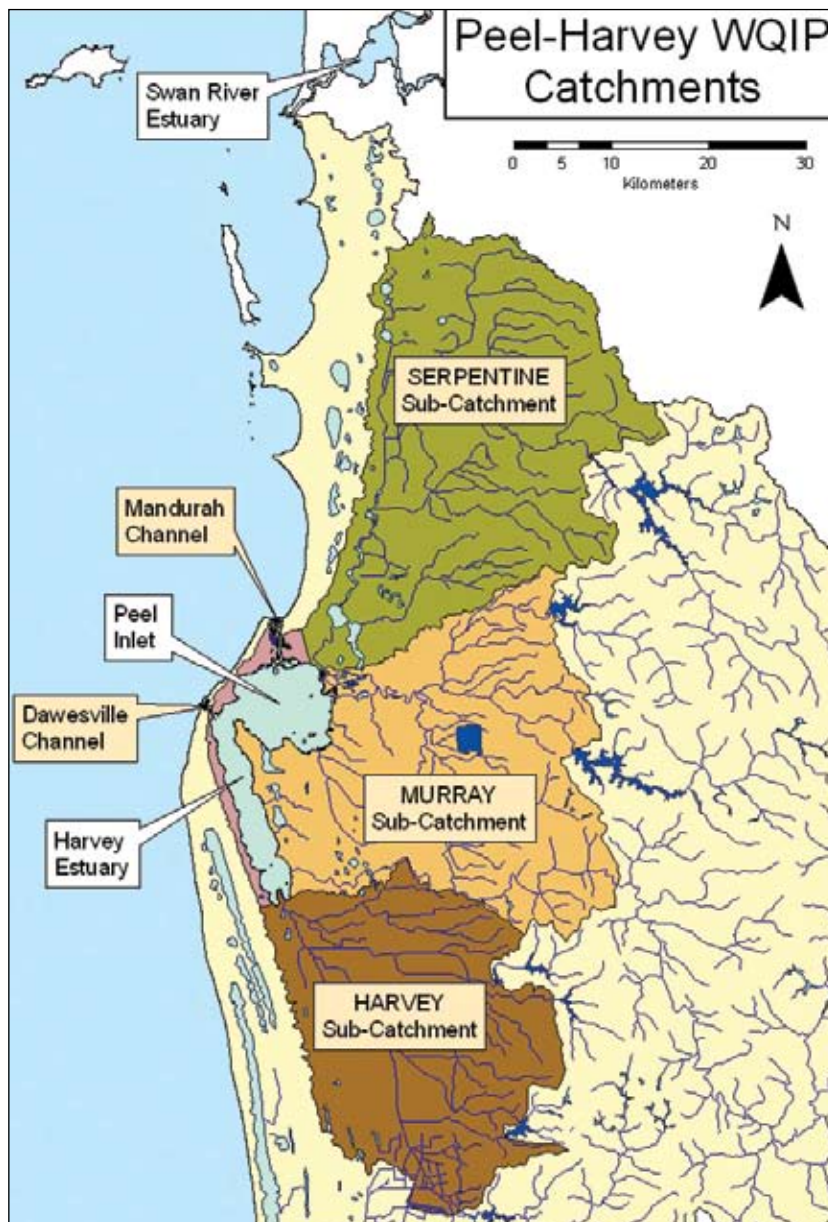 Peel-Harvey WQIP
Catchments
Swan River
Estuary
0 5 10 20 30
Kilometers
N
SERPENTINE
Sub-Catchment
Mandurah
Channel
Peel
Inlet
Dawesville
Channel
MURRAY
Sub-Catchment
Harvey
Estuary
HARVEY
Sub-Catchment